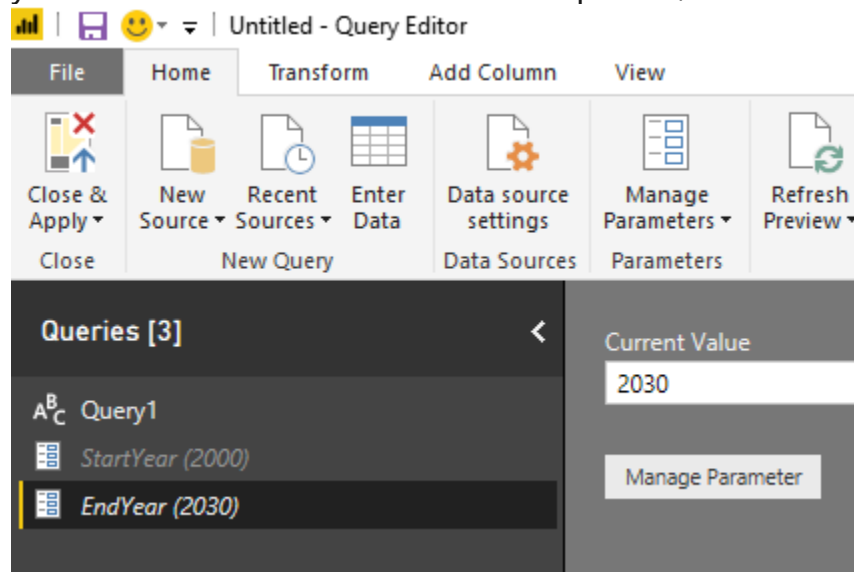 Untitled - Query Editor
File Home Transform Add Column View
Close & Apply
New Source
Recent Sources
Enter Data
Data source settings
Manage Parameters
Refresh Preview
Close New Query Data Sources Parameters
Queries [3]
Current Value
2030
ABC Query1
StartYear (2000)
Manage Parameter
EndYear (2030)